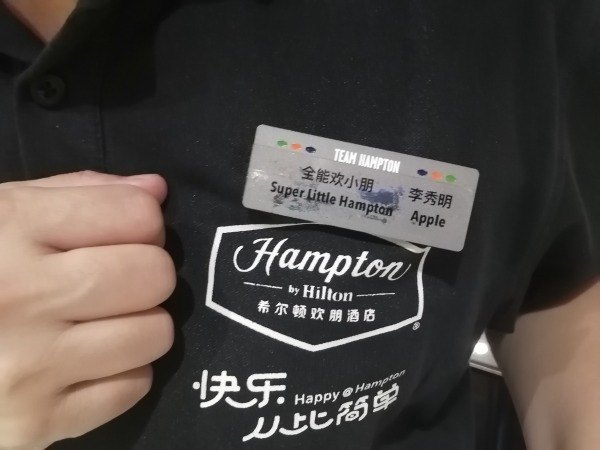 TEAM HAMPTON
全能欢小朋 李秀明
Super Little Hampton Apple
Hampton
by Hilton
希尔顿欢朋酒店
®
快乐 Happy@Hampton
从此简单